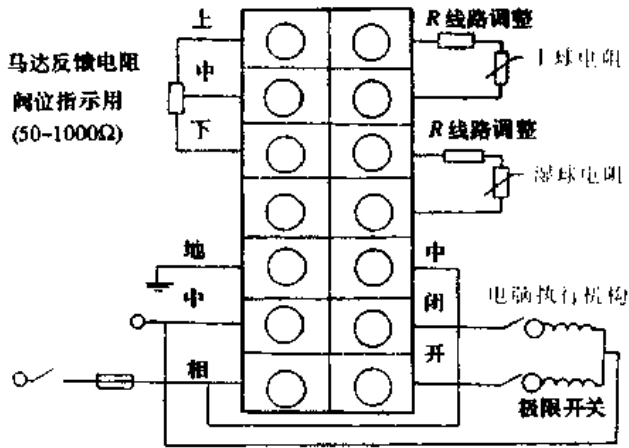 上
马达反馈电阻
中
阀位指示用
下
(50~1000Ω)
R线路调整
干球电阻
R线路调整
湿球电阻
地
中
相
中
闭
开
电脑执行机构
极限开关